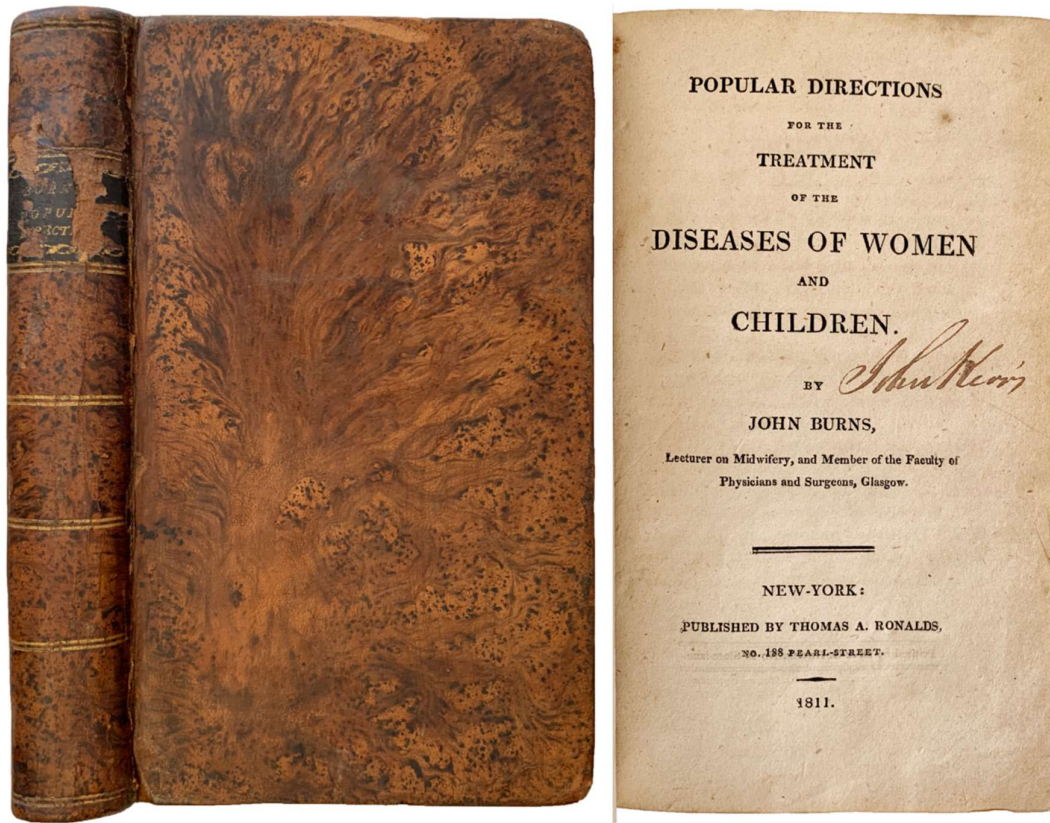 POPUL
POPULAR DIRECTIONS
FOR THE
TREATMENT
OF THE
DISEASES OF WOMEN
AND
CHILDREN.
John
BY
JOHN BURNS,
Lecturer on Midwifery, and Member of the Faculty of
Physicians and Surgeons, Glasgow.
NEW-YORK:
PUBLISHED BY THOMAS A. RONALDS,
NO. 188 PEARL-STREET.
1811.